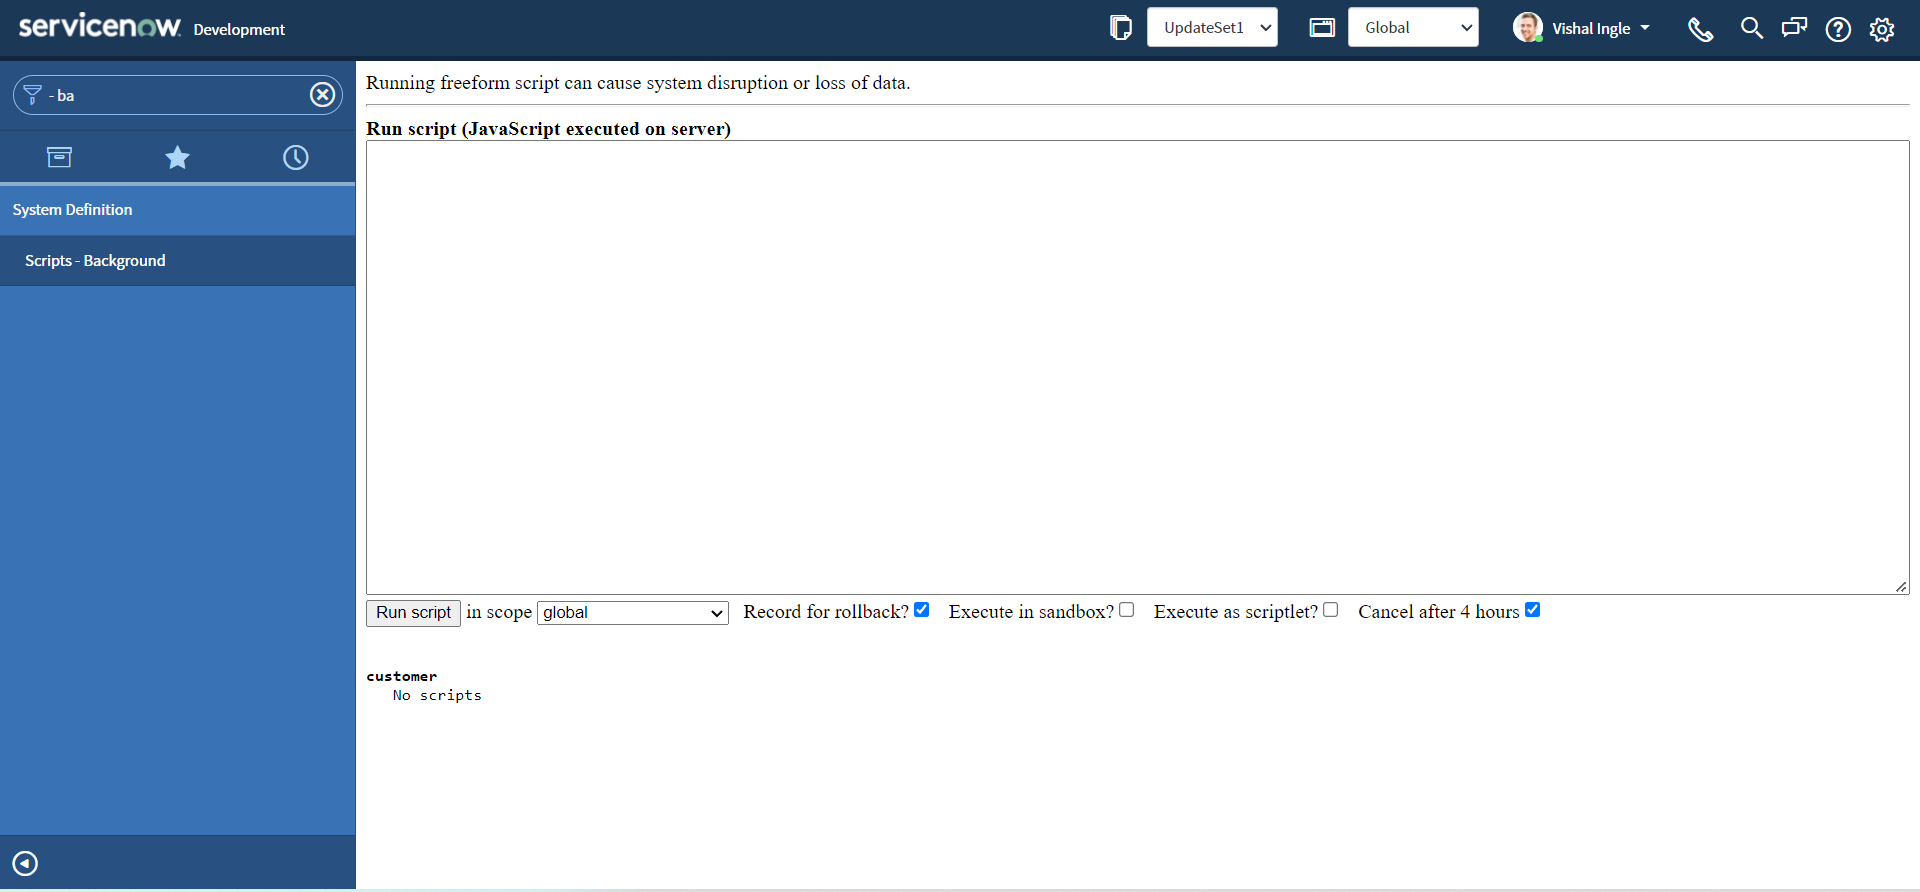 servicenow. Development
UpdateSet1
Global
Vishal Ingle
- ba
System Definition
Scripts - Background
Running freeform script can cause system disruption or loss of data.
Run script (JavaScript executed on server)
Run script in scope global Record for rollback? Execute in sandbox? Execute as scriptlet? Cancel after 4 hours
customer
No scripts